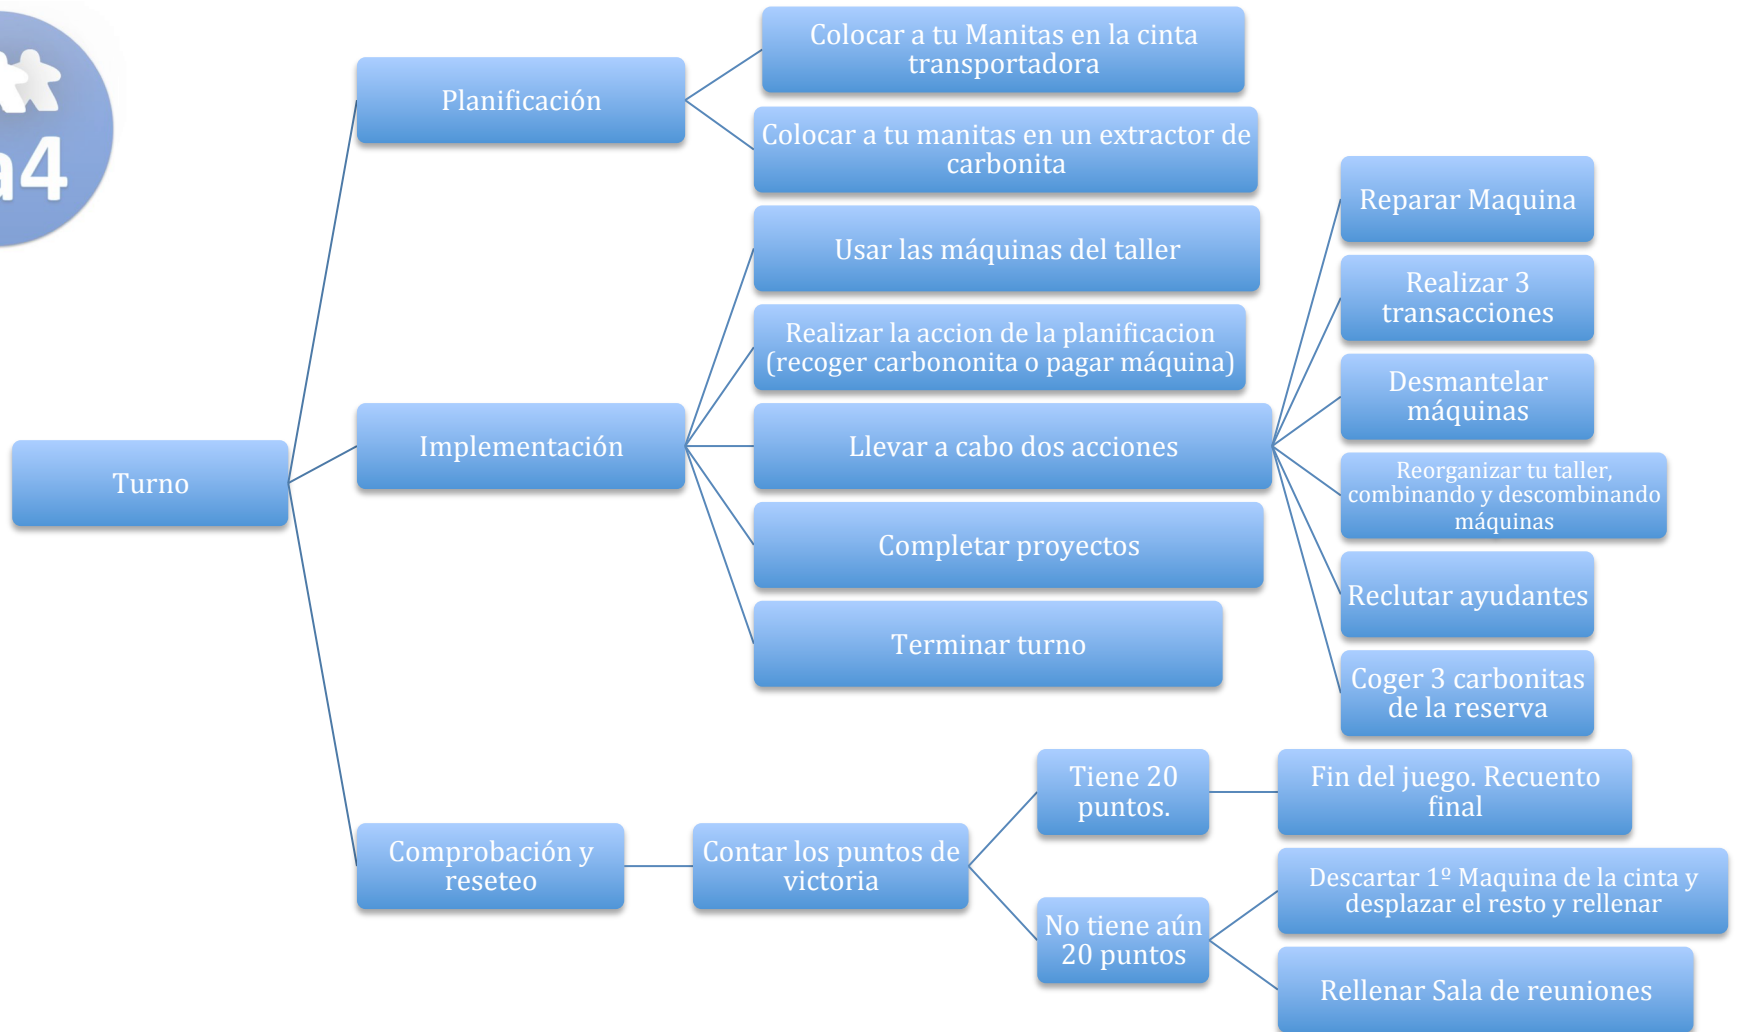 a4
Turno
Planificación
Colocar a tu Manitas en la cinta
transportadora
Colocar a tu manitas en un extractor de
carbonita
Implementación
Usar las máquinas del taller
Realizar la accion de la planificacion
(recoger carbononita o pagar máquina)
Llevar a cabo dos acciones
Reparar Maquina
Realizar 3
transacciones
Desmantelar
máquinas
Reorganizar tu taller,
combinando y descombinando
máquinas
Reclutar ayudantes
Coger 3 carbonitas
de la reserva
Completar proyectos
Terminar turno
Comprobación y
reseteo
Contar los puntos de
victoria
Tiene 20
puntos.
Fin del juego. Recuento
final
No tiene aún
20 puntos
Descartar 1º Maquina de la cinta y
desplazar el resto y rellenar
Rellenar Sala de reuniones